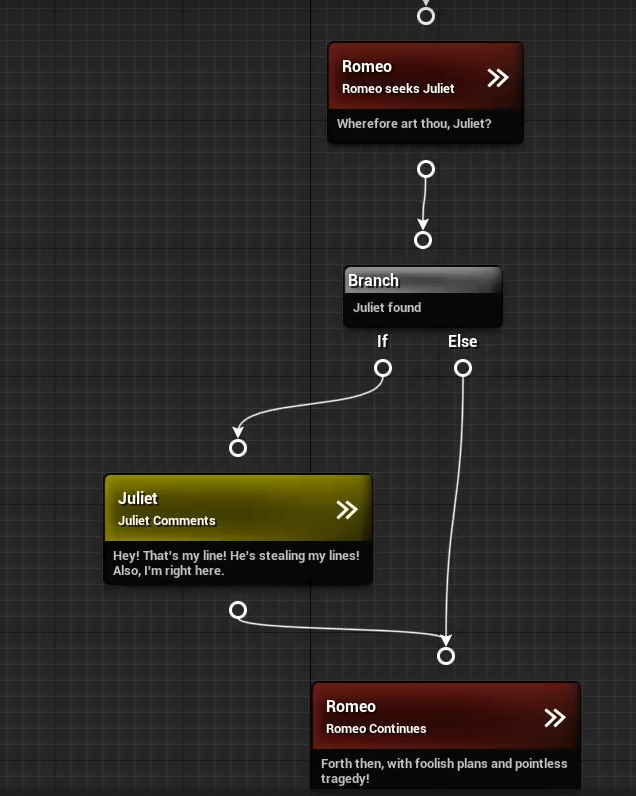 Romeo
Romeo seeks Juliet
Wherefore art thou, Juliet?
Branch
Juliet found
If
Else
Juliet
Juliet Comments
Hey! That's my line! He's stealing my lines!
Also, I'm right here.
Romeo
Romeo Continues
Forth then, with foolish plans and pointless
tragedy!